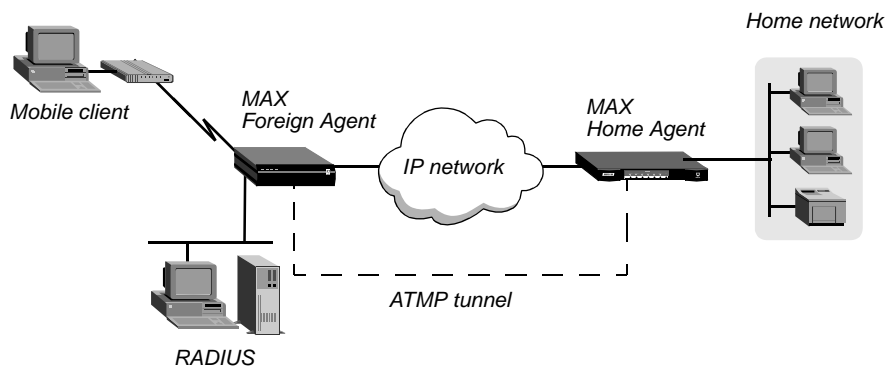 Home network
Mobile client
MAX
Foreign Agent
MAX
Home Agent
IP network
ATMP tunnel
RADIUS